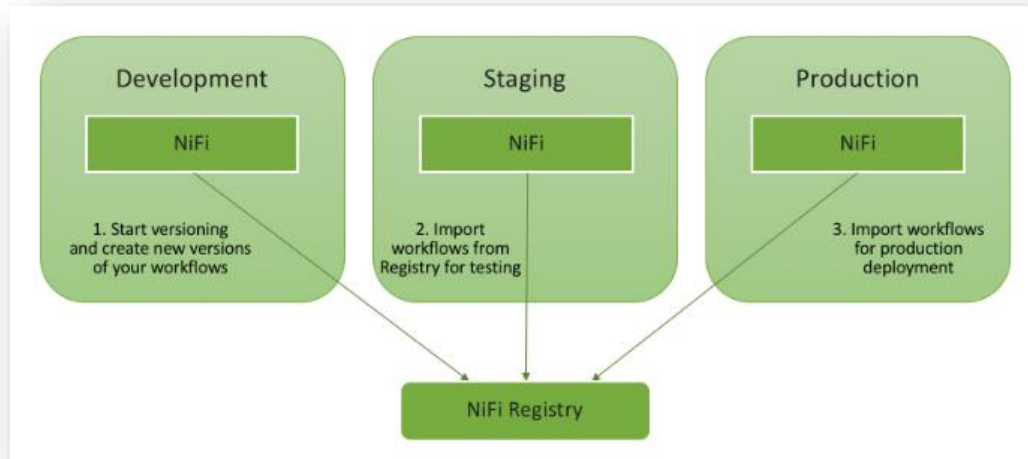 Development
NiFi
1. Start versioning
and create new versions
of your workflows
Staging
NiFi
2. Import
workflows from
Registry for testing
Production
NiFi
3. Import workflows
for production
deployment
NiFi Registry